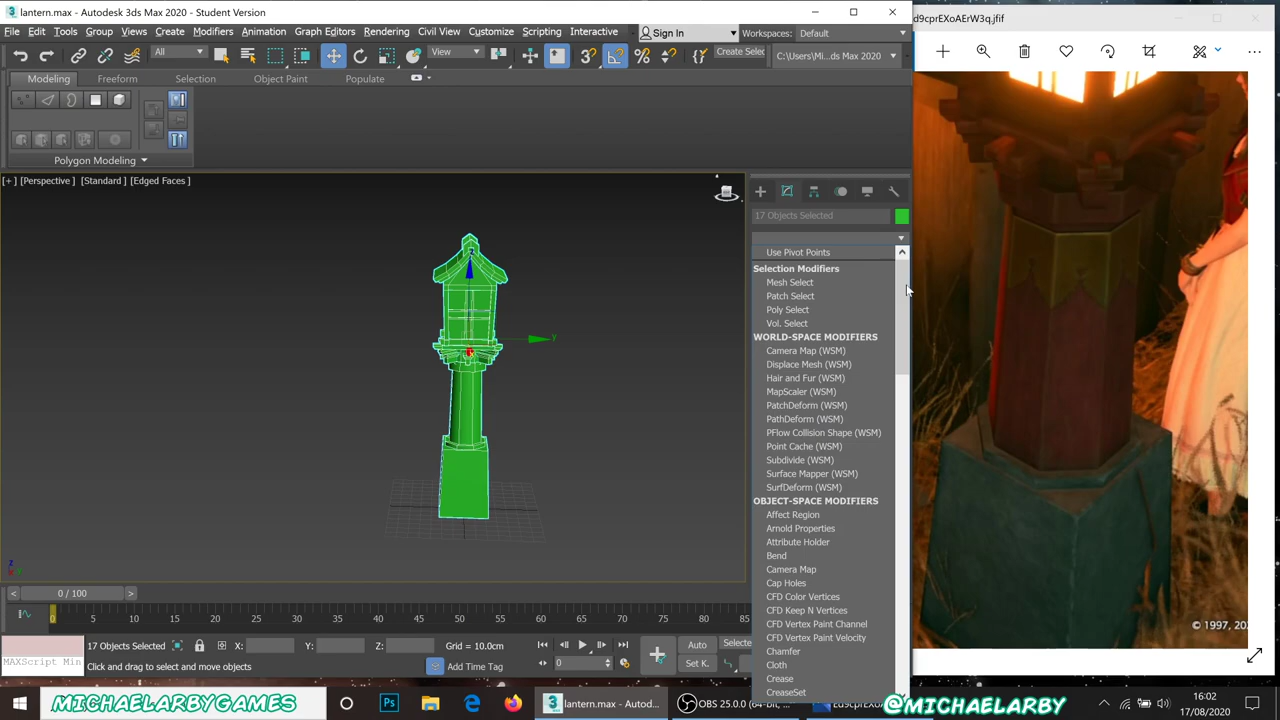 lantern.max - Autodesk 3ds Max 2020 - Student Version
d9cprEXoAErW3q.jfif
File Edit Tools Group Views Create Modifiers Animation Graph Editors Rendering Civil View Customize Scripting Interactive Sign In Workspaces: Default
All View Create Selec C:\Users\Mi...ds Max 2020
Modeling Freeform Selection Object Paint Populate
Polygon Modeling
[+] [Perspective] [Standard] [Edged Faces]
17 Objects Selected
Use Pivot Points
Selection Modifiers
Mesh Select
Patch Select
Poly Select
Vol. Select
WORLD-SPACE MODIFIERS
Camera Map (WSM)
Displace Mesh (WSM)
Hair and Fur (WSM)
MapScaler (WSM)
PatchDeform (WSM)
PathDeform (WSM)
PFlow Collision Shape (WSM)
Point Cache (WSM)
Subdivide (WSM)
Surface Mapper (WSM)
SurfDeform (WSM)
OBJECT-SPACE MODIFIERS
Affect Region
Arnold Properties
Attribute Holder
Bend
Camera Map
Cap Holes
CFD Color Vertices
CFD Keep N Vertices
CFD Vertex Paint Channel
CFD Vertex Paint Velocity
Chamfer
Cloth
Crease
CreaseSet
Y
Z
© 1997, 20
< 0 / 100 >
0 5 10 15 20 25 30 35 40 45 50 55 60 65 70 75 80 85
17 Objects Selected X: Y: Z: Grid = 10.0cm Auto Selecte
MAXScript Min Click and drag to select and move objects Add Time Tag 0 Set K.
MICHAELARBYGAMES Ps lantern.max - Autod... OBS 25.0.0 (64-bit, ... Ed9cprEXoAE @MICHAELARBY 16:02
17/08/2020